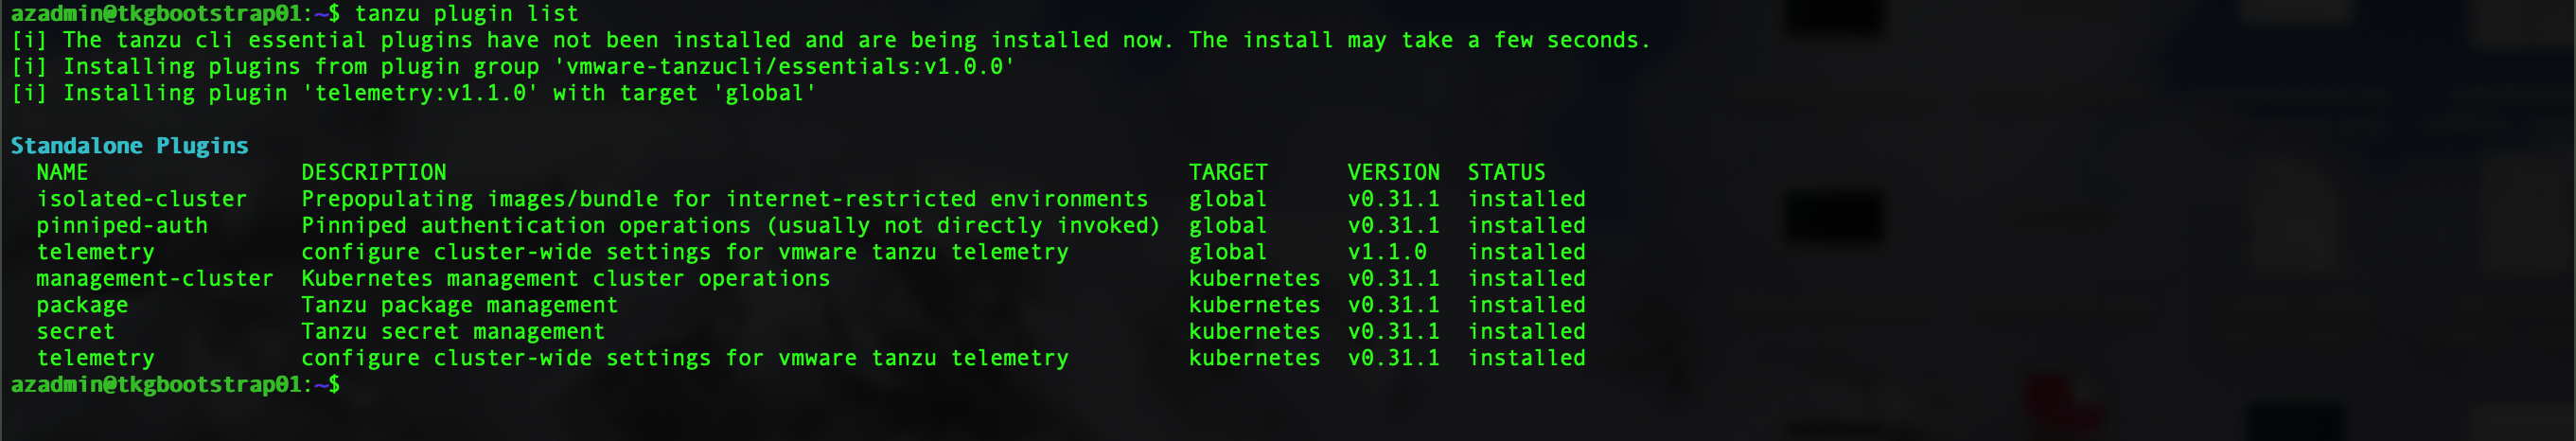 azadmin@tkgbootstrap01:~$ tanzu plugin list
[i] The tanzu cli essential plugins have not been installed and are being installed now. The install may take a few seconds.
[i] Installing plugins from plugin group 'vmware-tanzucli/essentials:v1.0.0'
[i] Installing plugin 'telemetry:v1.1.0' with target 'global'

Standalone Plugins
  NAME                DESCRIPTION                                                        TARGET      VERSION  STATUS
  isolated-cluster    Prepopulating images/bundle for internet-restricted environments   global      v0.31.1  installed
  pinniped-auth       Pinniped authentication operations (usually not directly invoked)  global      v0.31.1  installed
  telemetry           configure cluster-wide settings for vmware tanzu telemetry         global      v1.1.0   installed
  management-cluster  Kubernetes management cluster operations                           kubernetes  v0.31.1  installed
  package             Tanzu package management                                           kubernetes  v0.31.1  installed
  secret              Tanzu secret management                                            kubernetes  v0.31.1  installed
  telemetry           configure cluster-wide settings for vmware tanzu telemetry         kubernetes  v0.31.1  installed
azadmin@tkgbootstrap01:~$